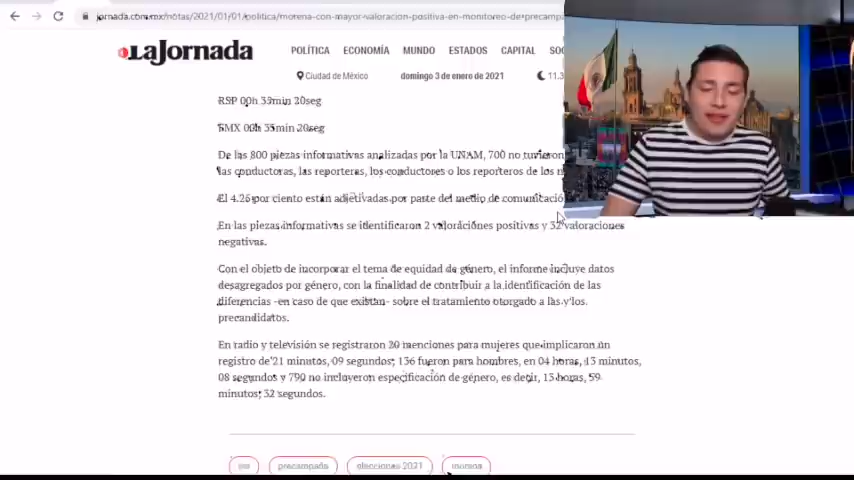 jornada.com.mx/notas/2021/01/01/politica/morena-con-mayor-valoracion-positiva-en-monitoreo-de-precampa
LaJornada
POLÍTICA ECONOMÍA MUNDO ESTADOS CAPITAL SOC
Ciudad de México domingo 3 de enero de 2021 11.3
RSP 00h 35min 20seg
De las 800 piezas informativas analizadas por la UNAM, 700 no tuvieron
las conductoras, las reporteras, los conductores o los reporteros de los n
El 4.25 por ciento están adjetivadas por parte del medio de comunicació
En las piezas informativas se identificaron 2 valoraciones positivas y 32 valoraciones
negativas.
Con el objeto de incorporar el tema de equidad de género, el informe incluye datos
desagregados por género, con la finalidad de contribuir a la identificación de las
diferencias -en caso de que existan- sobre el tratamiento otorgado a las y los
precandidatos.
En radio y televisión se registraron 20 menciones para mujeres que implicaron un
registro de 21 minutos, 09 segundos; 136 fueron para hombres, en 04 horas, 13 minutos,
08 segundos y 790 no incluyeron especificación de género, es decir, 13 horas, 59
minutos, 32 segundos.
ine precampaña elecciones 2021 morena